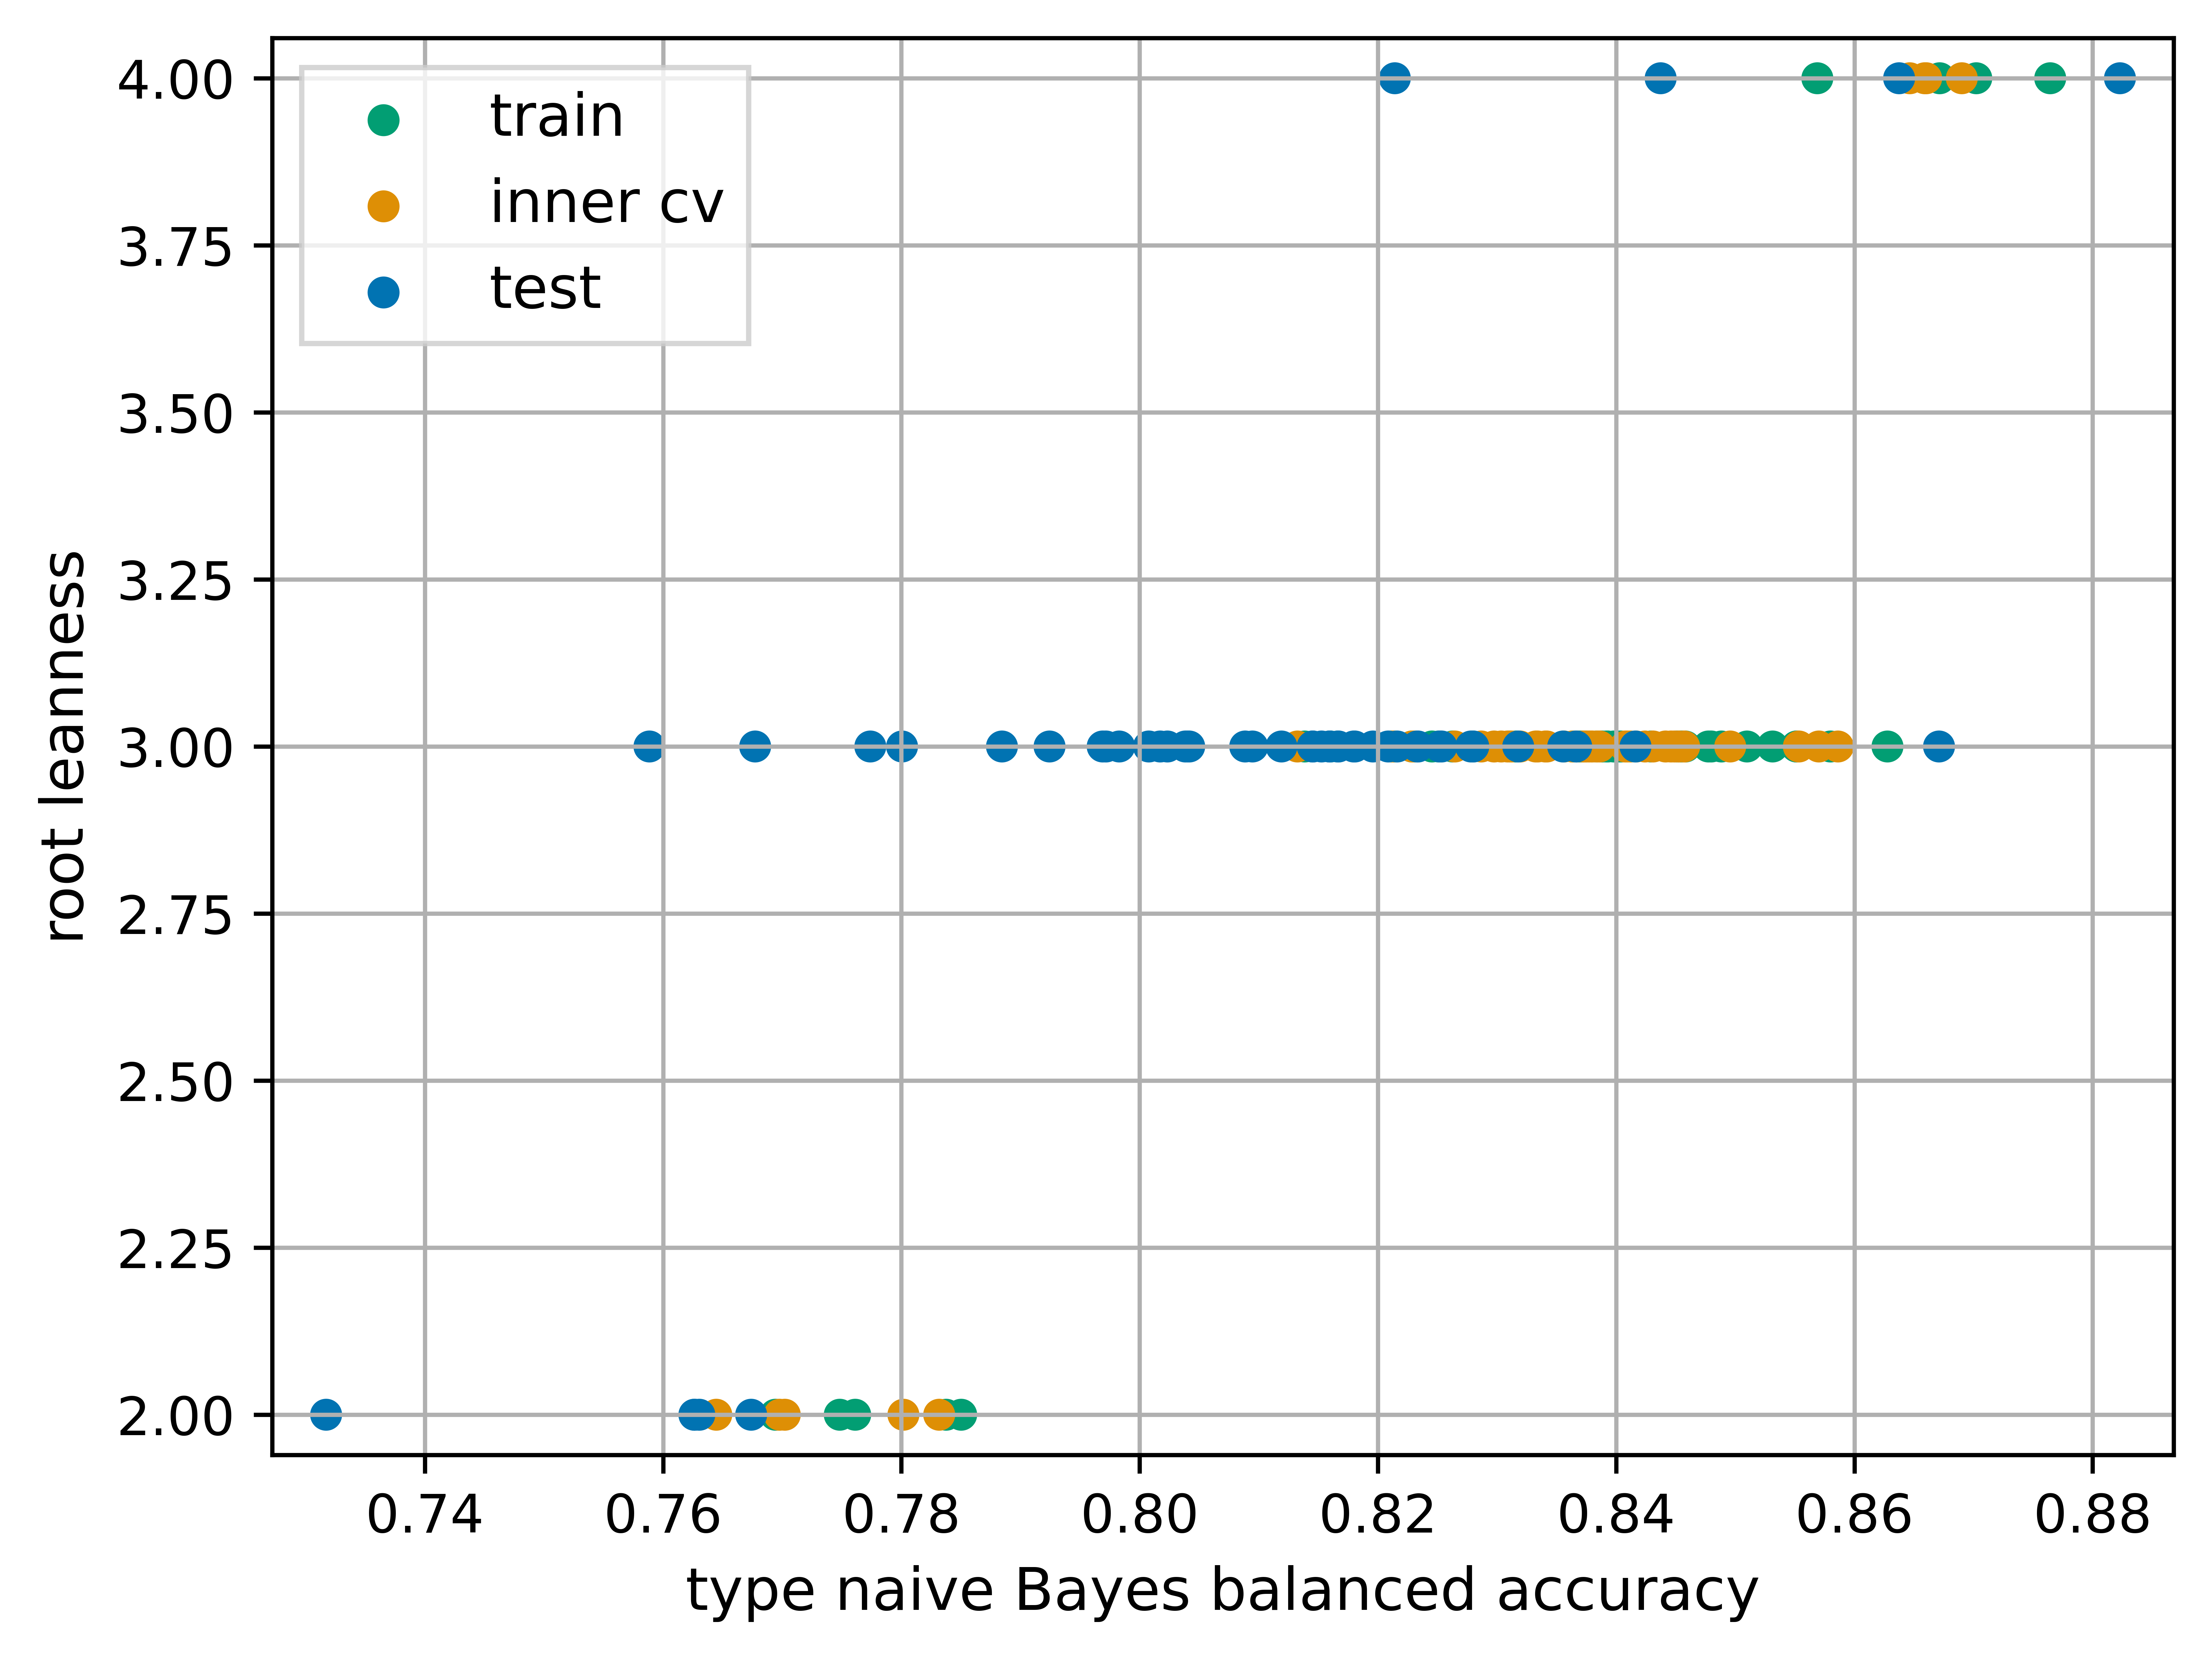 train
inner cv
test
4.00
3.75
3.50
3.25
3.00
2.75
2.50
2.25
2.00
root leanness
0.74 0.76 0.78 0.80 0.82 0.84 0.86 0.88
type naive Bayes balanced accuracy